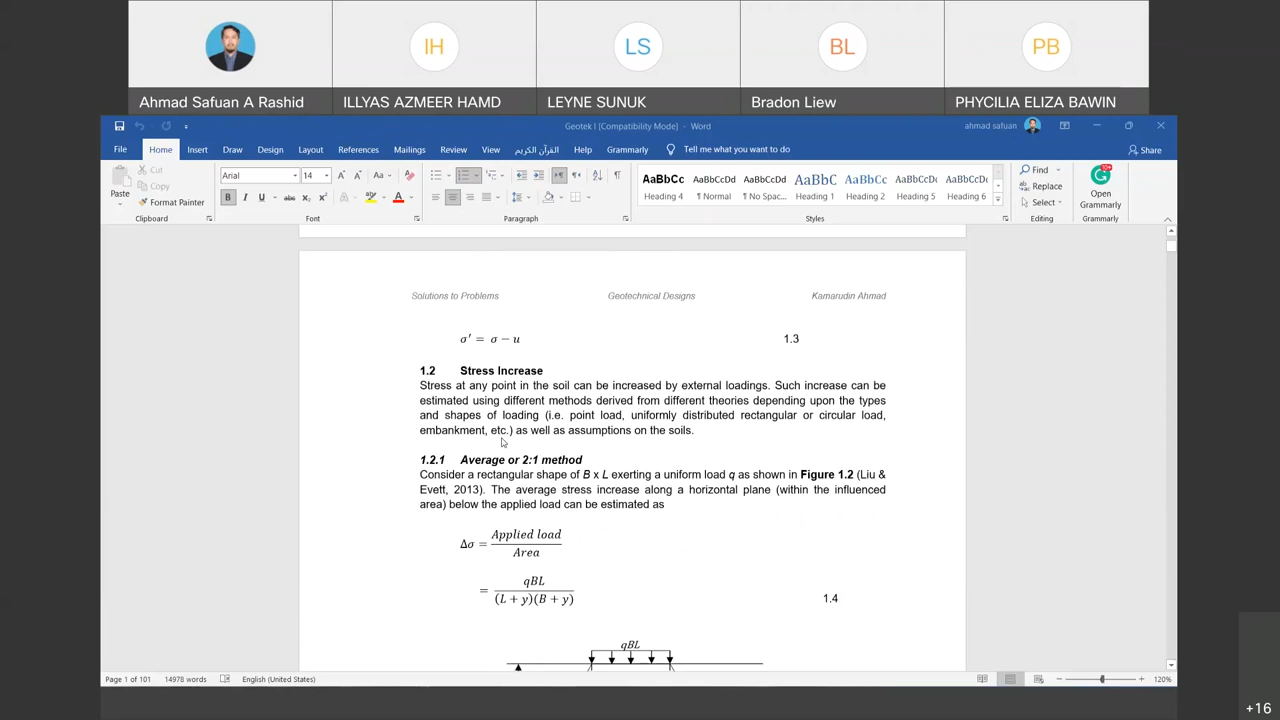 IH
LS
BL
PB
Ahmad Safuan A Rashid
ILLYAS AZMEER HAMD
LEYNE SUNUK
Bradon Liew
PHYCILIA ELIZA BAWIN
Geotek I [Compatibility Mode] - Word
ahmad safuan
File Home Insert Draw Design Layout References Mailings Review View القرآن الكريم Help Grammarly Tell me what you want to do Share
Paste
Cut
Copy
Format Painter
Clipboard
Arial 14
Aa
B I U abc x₂ x² A
Font
Paragraph
AaBbCc AaBbCcDd AaBbCcDd AaBbC AaBbCc AaBbCcD AaBbCcDd
Heading 4 ¶ Normal ¶ No Spac... Heading 1 Heading 2 Heading 5 Heading 6
Styles
Find
Replace
Select
Editing
Open
Grammarly
Grammarly
Solutions to Problems Geotechnical Designs Kamarudin Ahmad
σ′ = σ − u 1.3
1.2 Stress Increase
Stress at any point in the soil can be increased by external loadings. Such increase can be
estimated using different methods derived from different theories depending upon the types
and shapes of loading (i.e. point load, uniformly distributed rectangular or circular load,
embankment, etc.) as well as assumptions on the soils.
1.2.1 Average or 2:1 method
Consider a rectangular shape of B x L exerting a uniform load q as shown in Figure 1.2 (Liu &
Evett, 2013). The average stress increase along a horizontal plane (within the influenced
area) below the applied load can be estimated as
Δσ = Applied load
Area
= qBL
(L + y)(B + y) 1.4
qBL
Page 1 of 101 14978 words English (United States) 120%
+16